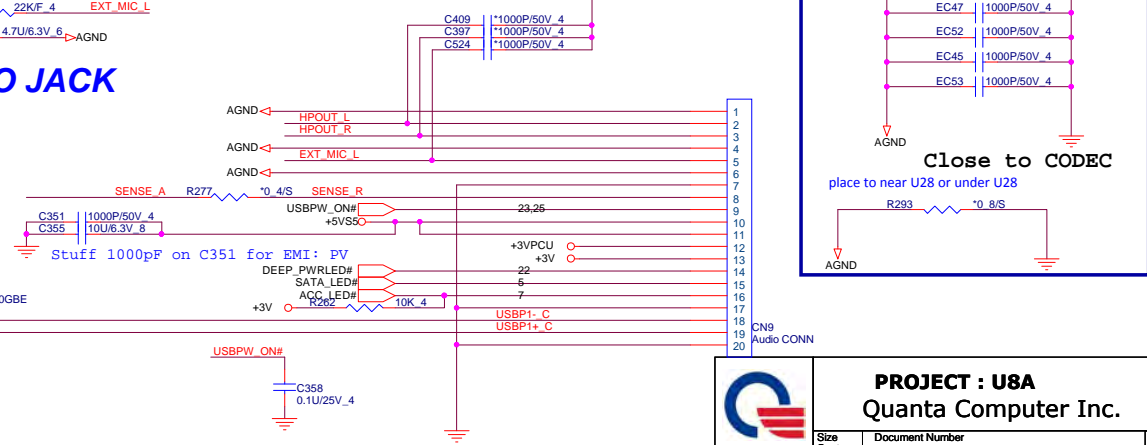 22K/F_4 EXT_MIC_L
4.7U/6.3V_6 AGND
O JACK
C409 *1000P/50V_4
C397 *1000P/50V_4
C524 *1000P/50V_4
EC47 1000P/50V_4
EC52 1000P/50V_4
EC45 1000P/50V_4
EC53 1000P/50V_4
AGND
Close to CODEC
place to near U28 or under U28
R293 *0_8/S
AGND
AGND 1
HPOUT_L 2
HPOUT_R 3
AGND 4
EXT_MIC_L 5
AGND 6
7
SENSE_A R277 *0_4/S SENSE_R 8
USBPW_ON# 23,25 9
+5VS5 10
11
C351 1000P/50V_4
C355 10U/6.3V_8
Stuff 1000pF on C351 for EMI: PV
+3VPCU 12
+3V 13
DEEP_PWRLED# 22 14
SATA_LED# 5 15
ACC_LED# 7 16
+3V R262 10K_4
17
0GBE
USBP1-_C 18
USBP1+_C 19
20
CN9
Audio CONN
USBPW_ON#
C358
0.1U/25V_4
PROJECT : U8A
Quanta Computer Inc.
Size Document Number